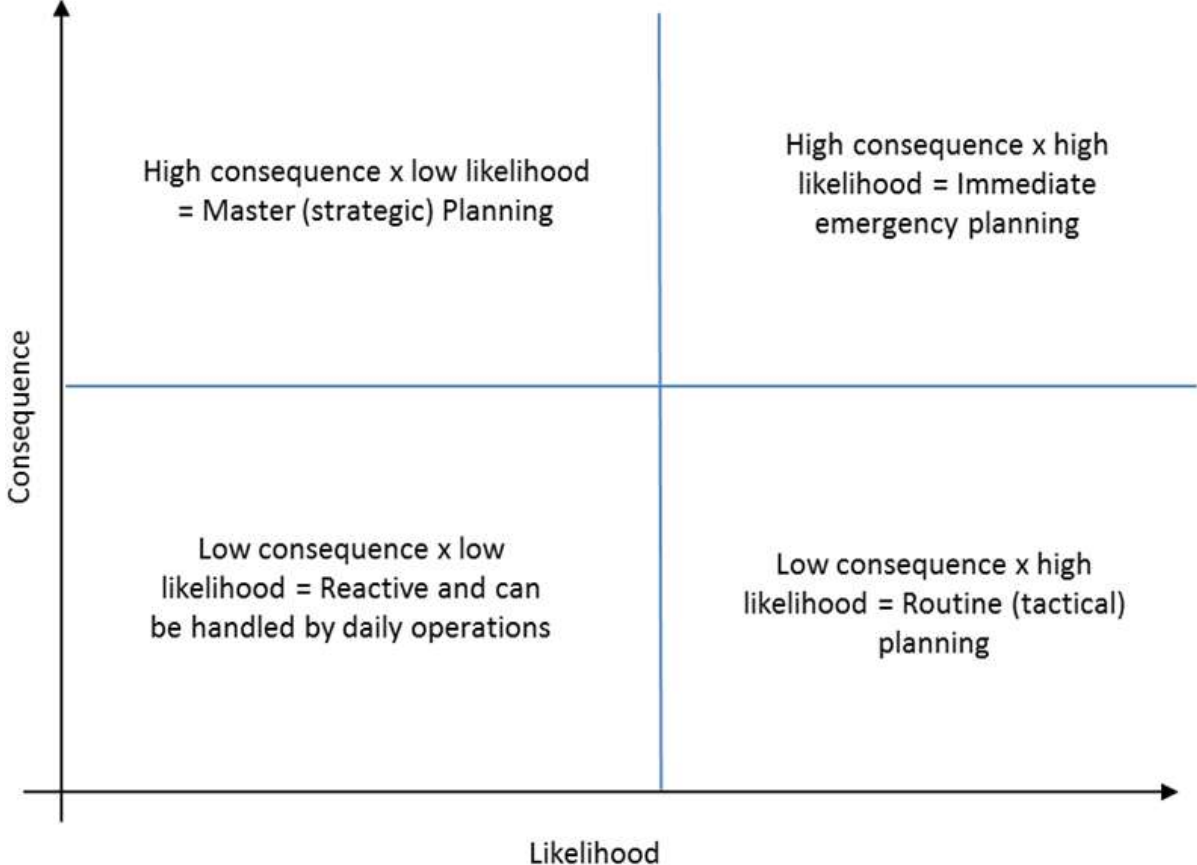 High consequence x low likelihood
= Master (strategic) Planning
High consequence x high
likelihood = Immediate
emergency planning
Consequence
Low consequence x low
likelihood = Reactive and can
be handled by daily operations
Low consequence x high
likelihood = Routine (tactical)
planning
Likelihood